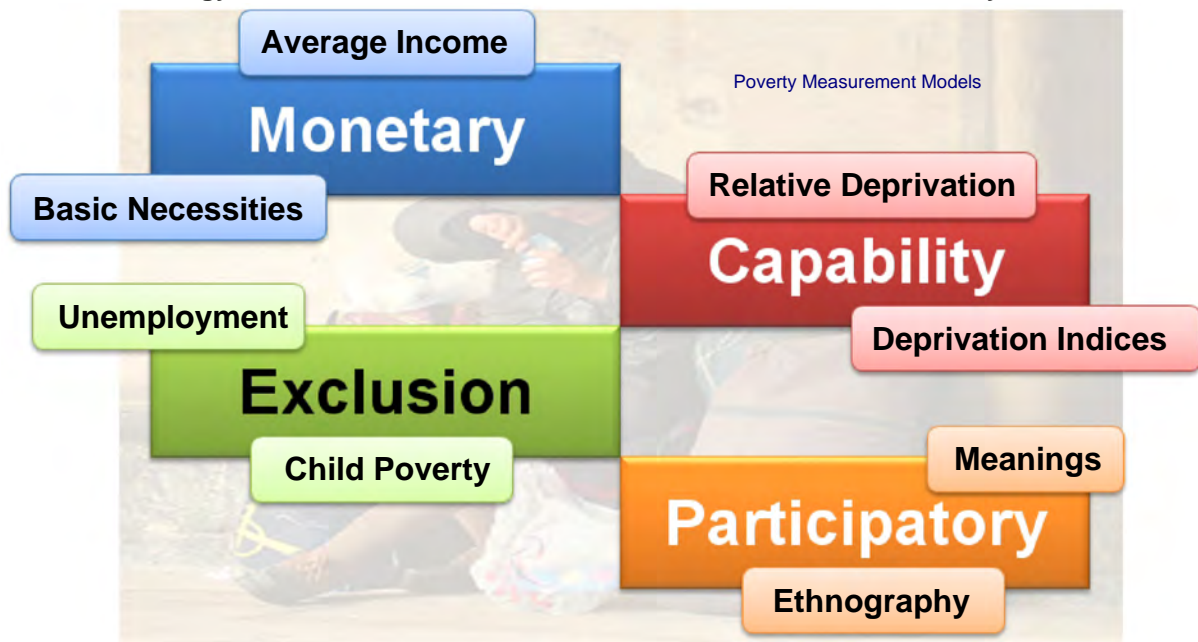 Average Income
Poverty Measurement Models
Monetary
Relative Deprivation
Basic Necessities
Capability
Unemployment
Deprivation Indices
Exclusion
Meanings
Child Poverty
Participatory
Ethnography